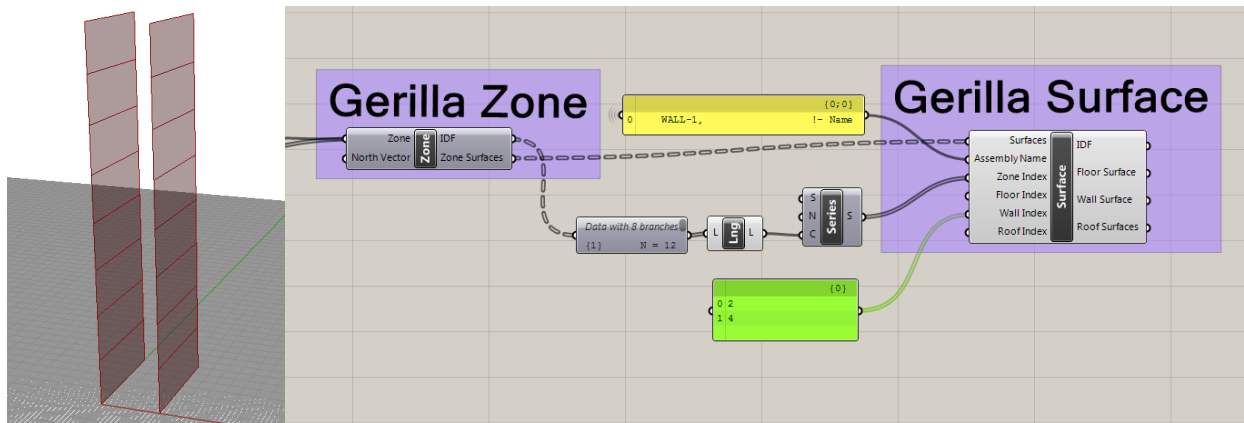 Gerilla Zone
Zone
North Vector
Zone
IDF
Zone Surfaces
{0;0}
0 WALL-1, !- Name
Data with 8 branches
{1} N = 12
L
Lng
L
S
N
C
Series
S
{0}
0 2
1 4
Gerilla Surface
Surfaces
Assembly Name
Zone Index
Floor Index
Wall Index
Roof Index
Surface
IDF
Floor Surface
Wall Surface
Roof Surfaces